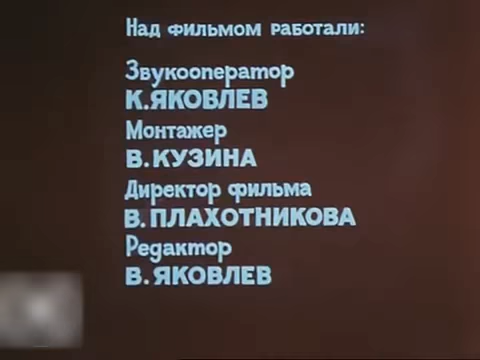 Над фильмом работали:
Звукооператор
К.ЯКОВЛЕВ
Монтажер
В.КУЗИНА
Директор фильма
В.ПЛАХОТНИКОВА
Редактор
В.ЯКОВЛЕВ